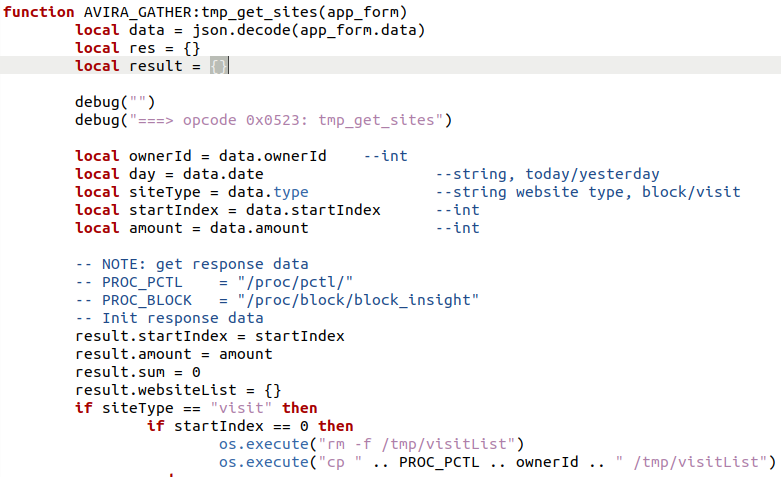 function AVIRA_GATHER:tmp_get_sites(app_form)
local data = json.decode(app_form.data)
local res = {}
local result = {}
debug("")
debug("===> opcode 0x0523: tmp_get_sites")
local ownerId = data.ownerId --int
local day = data.date --string, today/yesterday
local siteType = data.type --string website type, block/visit
local startIndex = data.startIndex --int
local amount = data.amount --int
-- NOTE: get response data
-- PROC_PCTL = "/proc/pctl/"
-- PROC_BLOCK = "/proc/block/block_insight"
-- Init response data
result.startIndex = startIndex
result.amount = amount
result.sum = 0
result.websiteList = {}
if siteType == "visit" then
if startIndex == 0 then
os.execute("rm -f /tmp/visitList")
os.execute("cp " .. PROC_PCTL .. ownerId .. " /tmp/visitList")